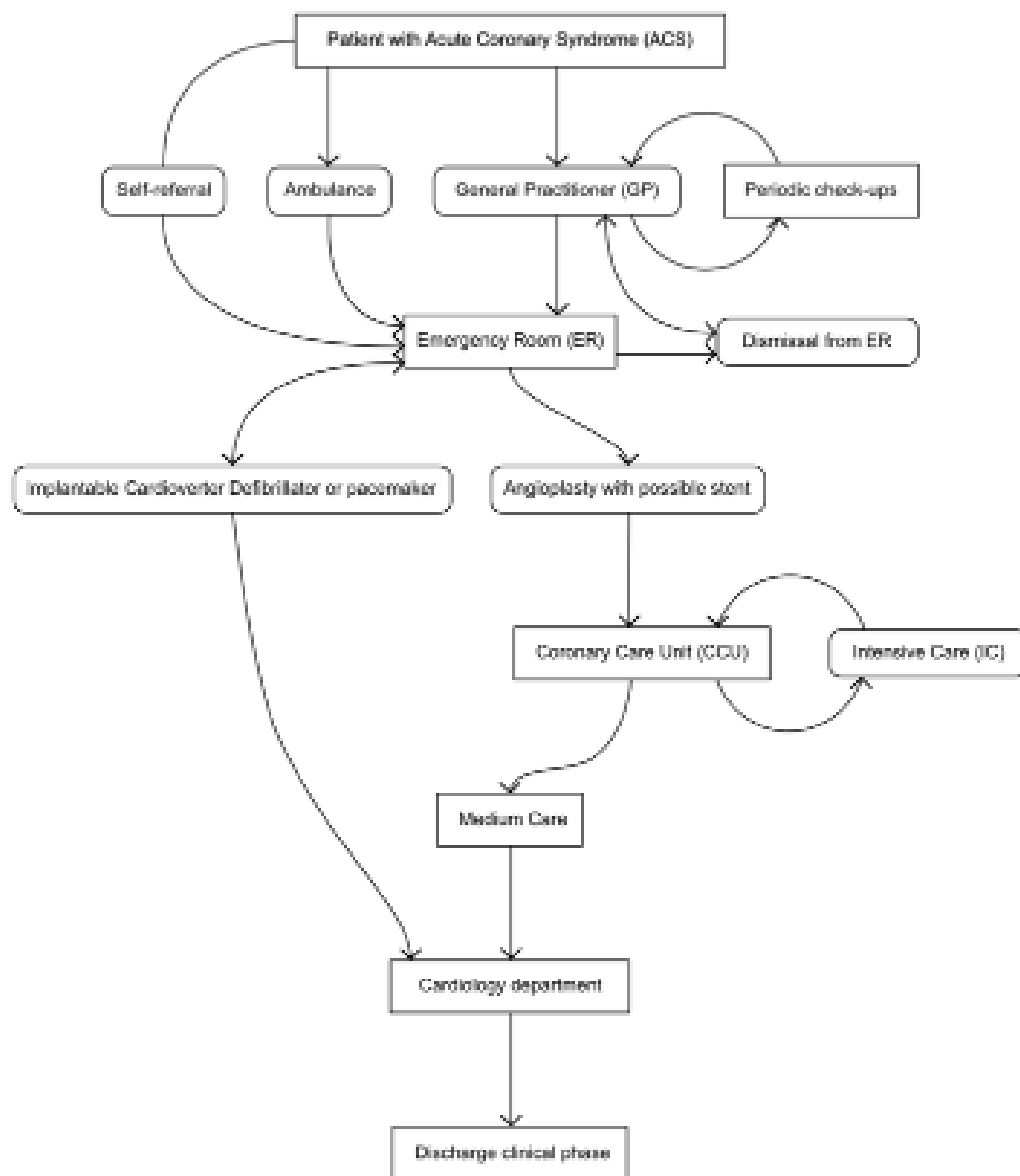 Patient with Acute Coronary Syndrome (ACS)
Self-referral
Ambulance
General Practitioner (GP)
Periodic check-ups
Emergency Room (ER)
Dismissal from ER
Implantable Cardioverter Defibrillator or pacemaker
Angioplasty with possible stent
Coronary Care Unit (CCU)
Intensive Care (IC)
Medium Care
Cardiology department
Discharge clinical phase